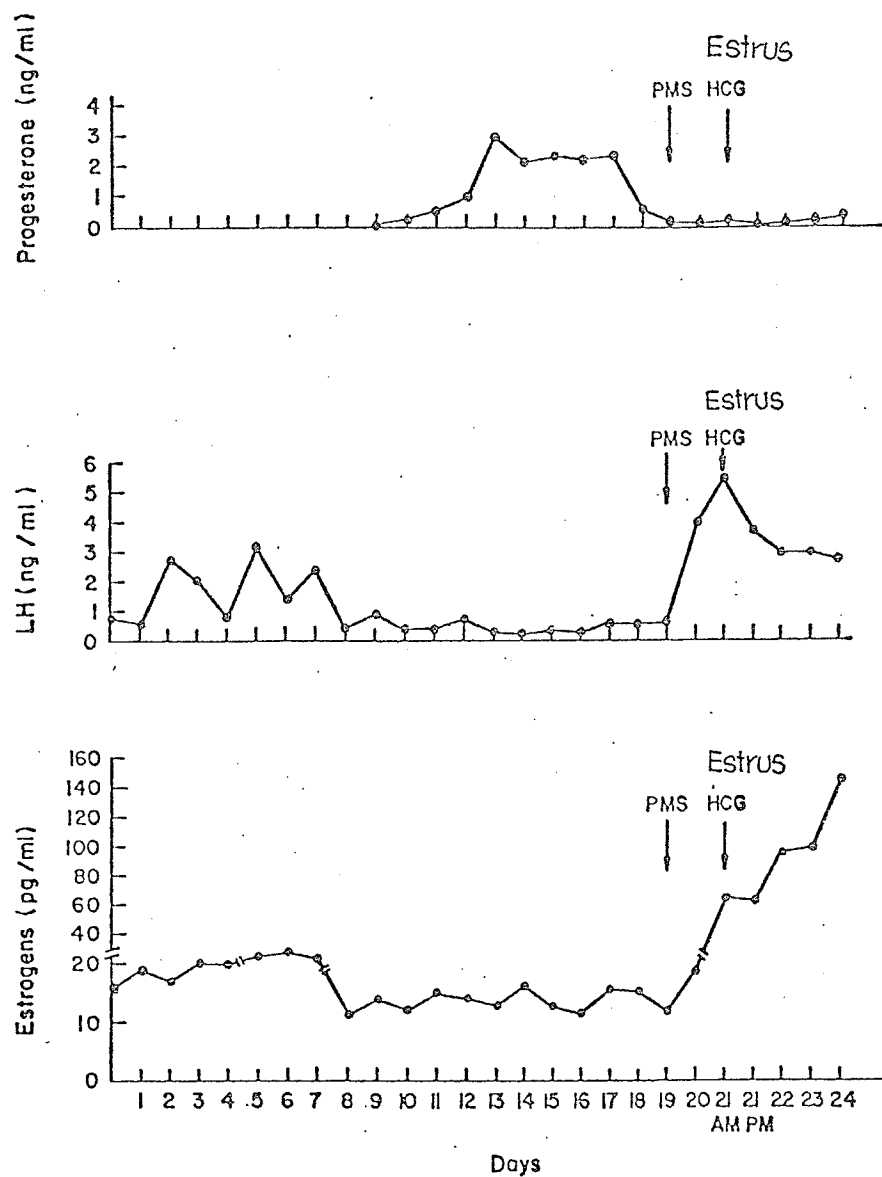 Estrus
PMS HCG
Progesterone (ng/ml)
4
3
2
1
0
Estrus
PMS HCG
LH (ng/ml)
6
5
4
3
2
1
0
Estrus
PMS HCG
Estrogens (pg/ml)
160
140
120
100
80
60
40
20
10
0
1 2 3 4 .5 6 7 8 .9 10 11 12 13 14 15 16 17 18 19 20 21 21 22 23 24
AM PM
Days